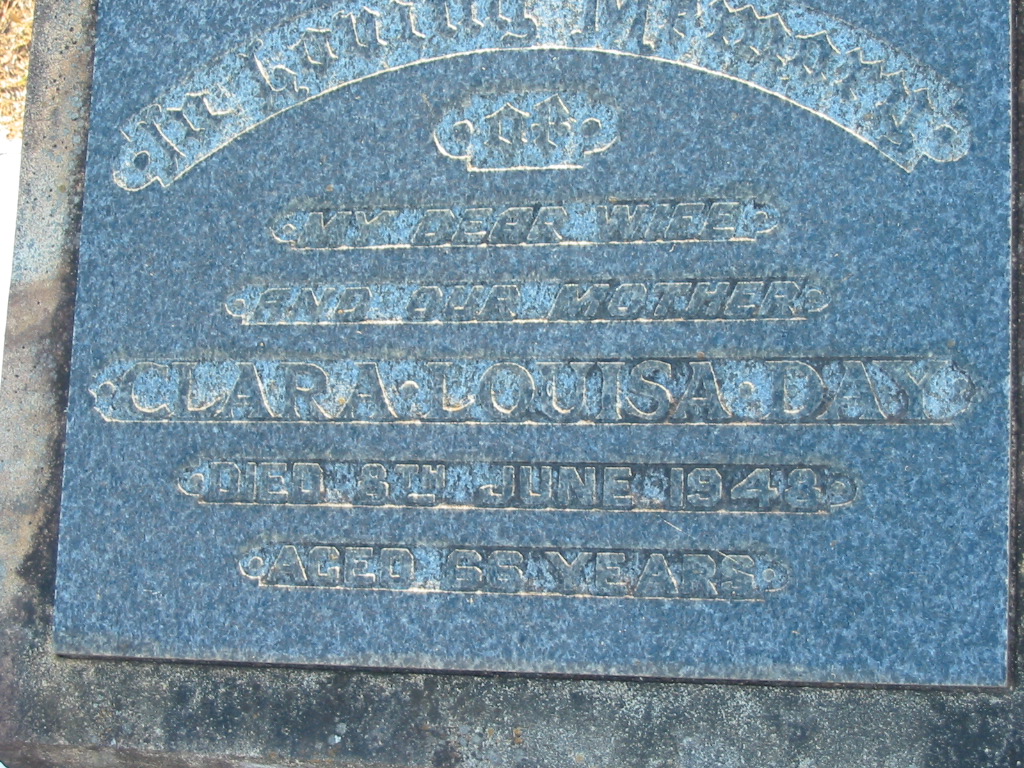 In Loving Memory
of
MY DEAR WIFE
AND OUR MOTHER
CLARA·LOUISA·DAY
DIED 8TH JUNE 1948
AGED 66 YEARS